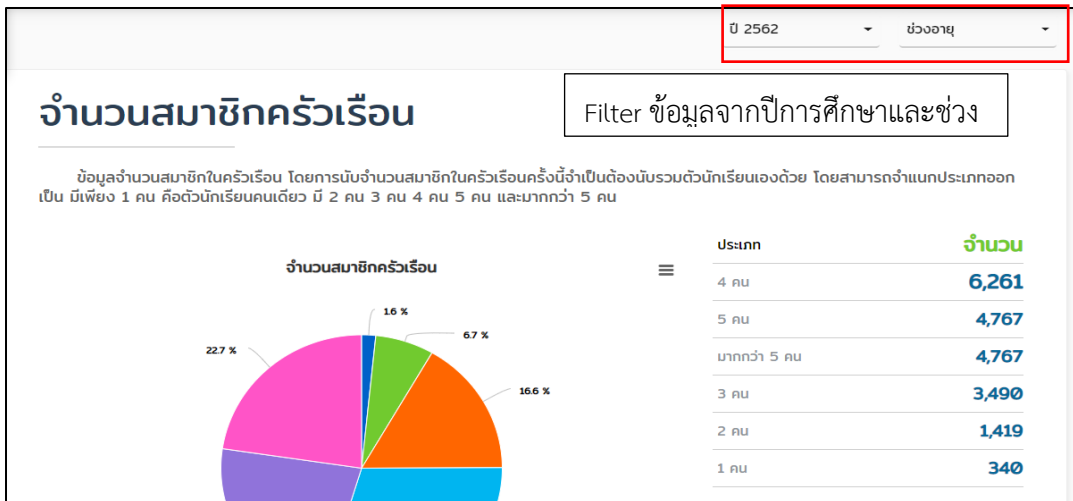 ปี 2562
ช่วงอายุ
จำนวนสมาชิกครัวเรือน
Filter ข้อมูลจากปีการศึกษาและช่วง
ข้อมูลจำนวนสมาชิกในครัวเรือน โดยการนับจำนวนสมาชิกในครัวเรือนครั้งนี้จำเป็นต้องนับรวมตัวนักเรียนเองด้วย โดยสามารถจำแนกประเภทออก
เป็น มีเพียง 1 คน คือตัวนักเรียนคนเดียว มี 2 คน 3 คน 4 คน 5 คน และมากกว่า 5 คน
จำนวนสมาชิกครัวเรือน
1.6 %
6.7 %
22.7 %
16.6 %
ประเภท จำนวน
4 คน 6,261
5 คน 4,767
มากกว่า 5 คน 4,767
3 คน 3,490
2 คน 1,419
1 คน 340